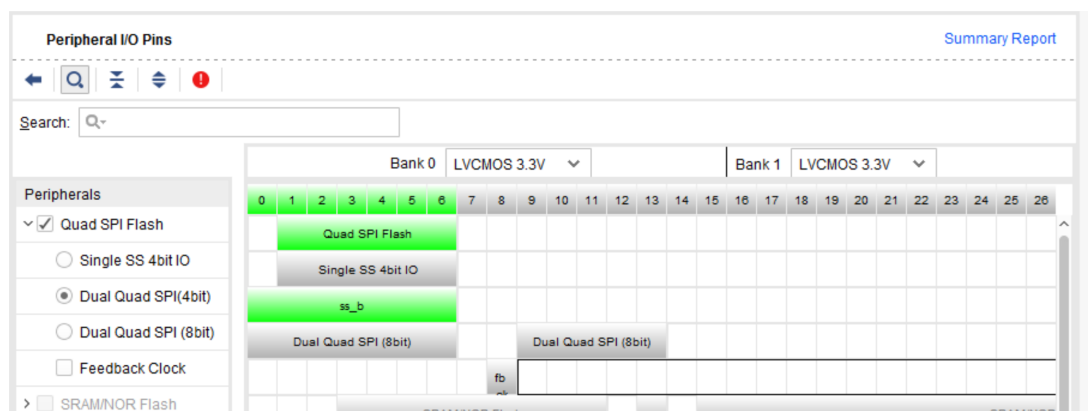 Peripheral I/O Pins Summary Report
Search:
Bank 0 LVCMOS 3.3V Bank 1 LVCMOS 3.3V
Peripherals 0 1 2 3 4 5 6 7 8 9 10 11 12 13 14 15 16 17 18 19 20 21 22 23 24 25 26
Quad SPI Flash Quad SPI Flash
Single SS 4bit IO Single SS 4bit IO
Dual Quad SPI(4bit) ss_b
Dual Quad SPI (8bit) Dual Quad SPI (8bit) Dual Quad SPI (8bit)
Feedback Clock fb
SRAM/NOR Flash